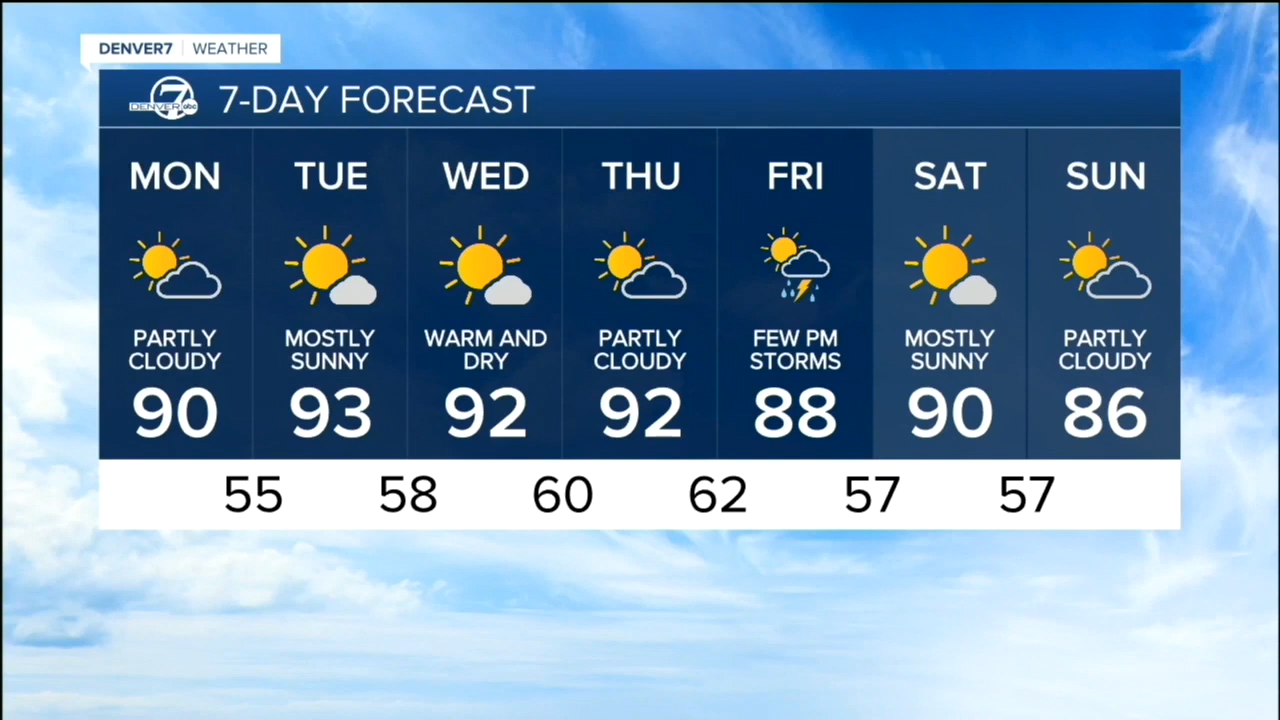 DENVER7 | WEATHER
DENVER 7 abc
7-DAY FORECAST
MON TUE WED THU FRI SAT SUN
PARTLY MOSTLY WARM AND PARTLY FEW PM MOSTLY PARTLY
CLOUDY SUNNY DRY CLOUDY STORMS SUNNY CLOUDY
90 93 92 92 88 90 86
55 58 60 62 57 57